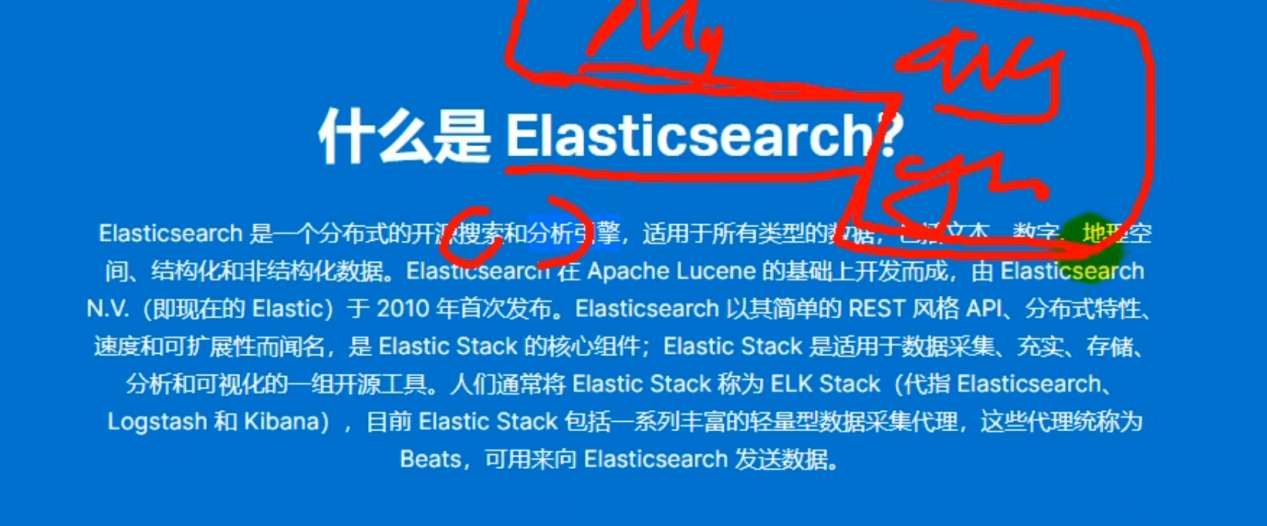 My
什么是 Elasticsearch?
Elasticsearch 是一个分布式的开源搜索和分析引擎，适用于所有类型的数据，包括文本、数字、地理空
间、结构化和非结构化数据。Elasticsearch 在 Apache Lucene 的基础上开发而成，由 Elasticsearch
N.V.（即现在的 Elastic）于 2010 年首次发布。Elasticsearch 以其简单的 REST 风格 API、分布式特性、
速度和可扩展性而闻名，是 Elastic Stack 的核心组件；Elastic Stack 是适用于数据采集、充实、存储、
分析和可视化的一组开源工具。人们通常将 Elastic Stack 称为 ELK Stack（代指 Elasticsearch、
Logstash 和 Kibana），目前 Elastic Stack 包括一系列丰富的轻量型数据采集代理，这些代理统称为
Beats，可用来向 Elasticsearch 发送数据。